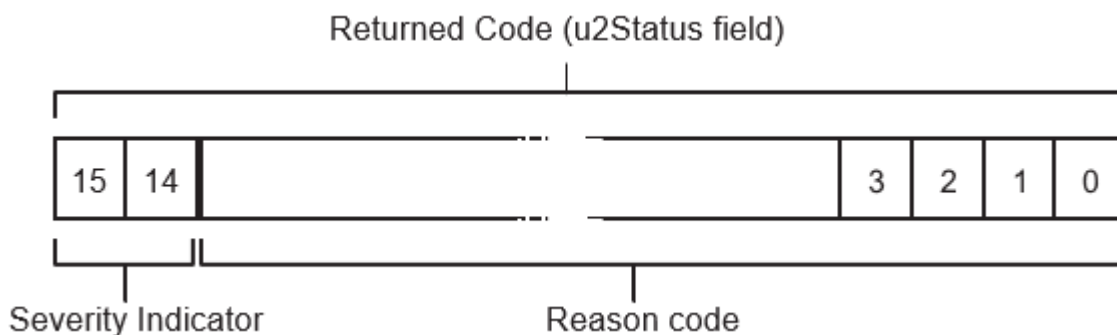 Returned Code (u2Status field)
15 14 3 2 1 0
Severity Indicator Reason code